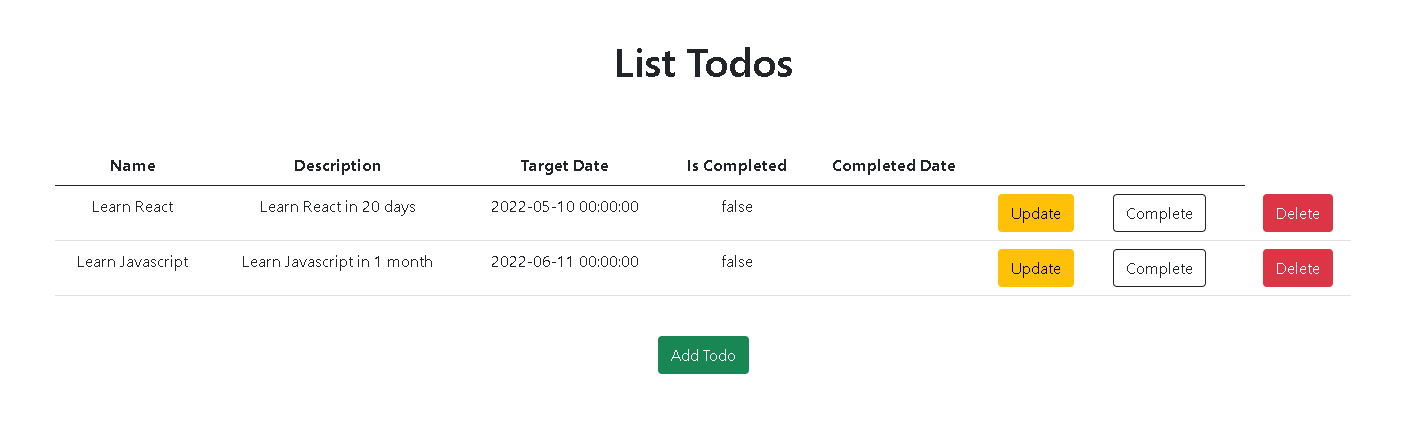 List Todos
Name Description Target Date Is Completed Completed Date
Learn React Learn React in 20 days 2022-05-10 00:00:00 false Update Complete Delete
Learn Javascript Learn Javascript in 1 month 2022-06-11 00:00:00 false Update Complete Delete
Add Todo